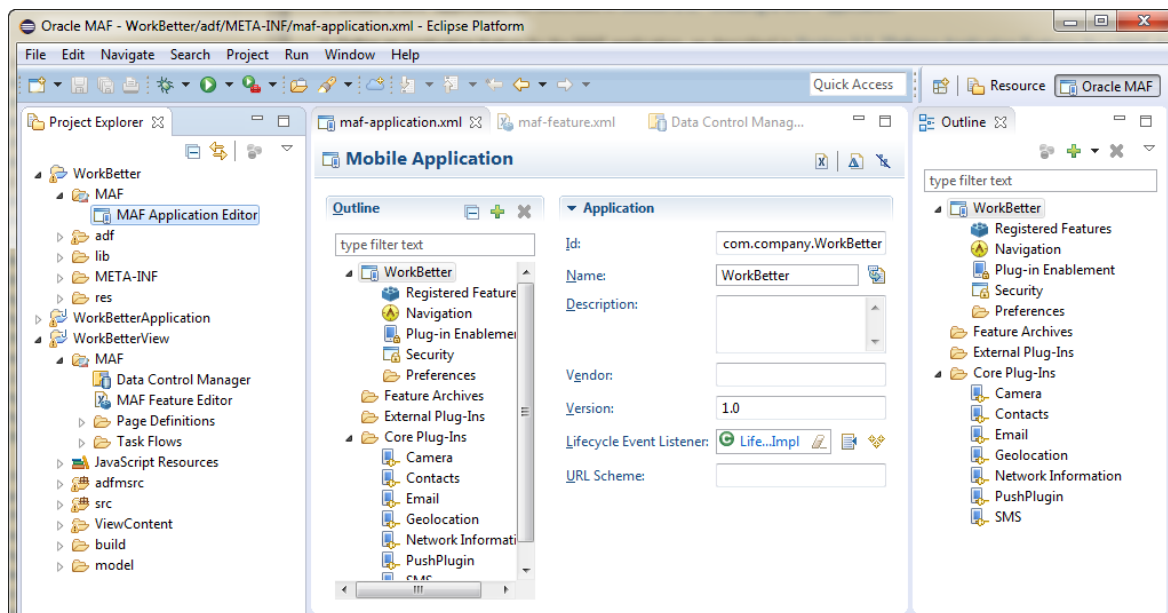 Oracle MAF - WorkBetter/adf/META-INF/maf-application.xml - Eclipse Platform
File Edit Navigate Search Project Run Window Help
Quick Access
Resource
Oracle MAF
Project Explorer
WorkBetter
MAF
MAF Application Editor
adf
lib
META-INF
res
WorkBetterApplication
WorkBetterView
MAF
Data Control Manager
MAF Feature Editor
Page Definitions
Task Flows
JavaScript Resources
adfmsrc
src
ViewContent
build
model
maf-application.xml
maf-feature.xml
Data Control Manag...
Mobile Application
Outline
type filter text
WorkBetter
Registered Feature
Navigation
Plug-in Enablemer
Security
Preferences
Feature Archives
External Plug-Ins
Core Plug-Ins
Camera
Contacts
Email
Geolocation
Network Informati
PushPlugin
SMS
Application
Id: com.company.WorkBetter
Name: WorkBetter
Description:
Vendor:
Version: 1.0
Lifecycle Event Listener: Life...Impl
URL Scheme:
Outline
type filter text
WorkBetter
Registered Features
Navigation
Plug-in Enablement
Security
Preferences
Feature Archives
External Plug-Ins
Core Plug-Ins
Camera
Contacts
Email
Geolocation
Network Information
PushPlugin
SMS